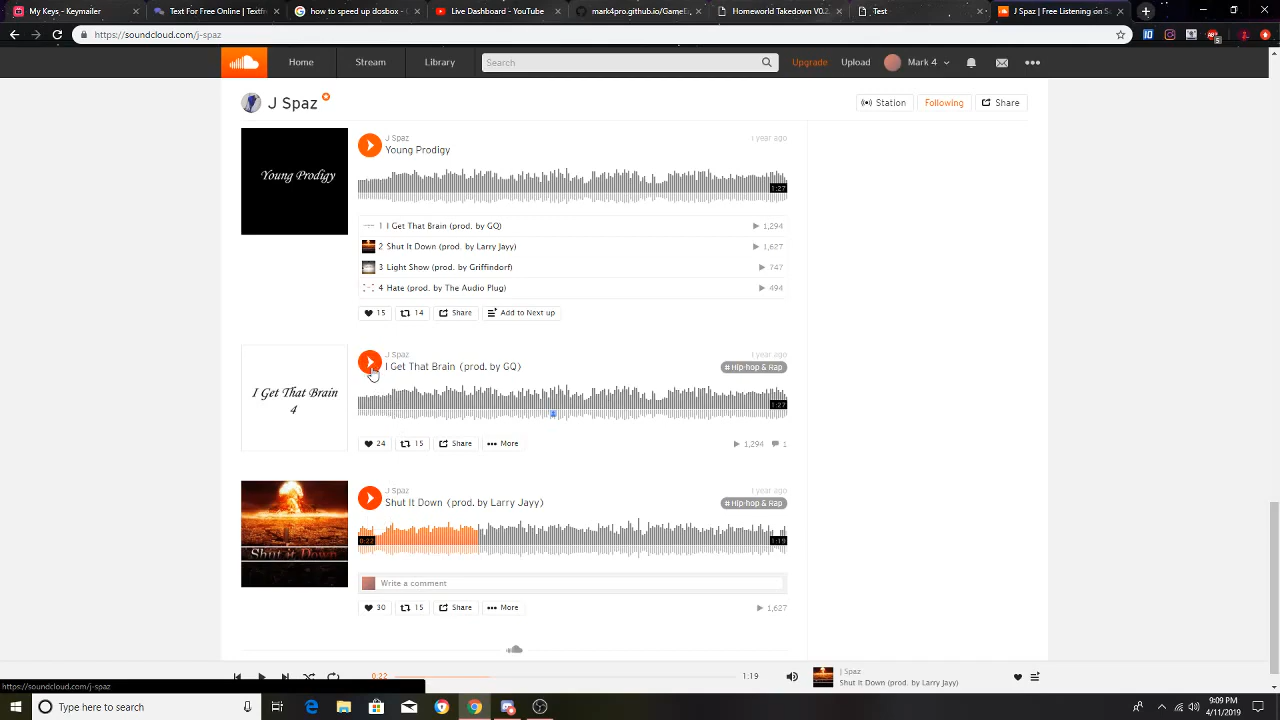 My Keys - Keymailer
Text For Free Online, Textfr
how to speed up dosbox -
Live Dashboard - YouTube
mark4pro.github.io/GameE
Homeworld Takedown V0.2
Test
J Spaz | Free Listening on S
https://soundcloud.com/j-spaz
Home
Stream
Library
Search
Upgrade
Upload
Mark 4
J Spaz
Station
Following
Share
Young Prodigy
J Spaz
1 year ago
Young Prodigy
1:27
1 I Get That Brain (prod. by GQ)
1,294
2 Shut It Down (prod. by Larry Jayy)
1,627
3 Light Show (prod. by Griffindorf)
747
4 Hate (prod. by The Audio Plug)
494
15
14
Share
Add to Next up
I Get That Brain
4
J Spaz
1 year ago
I Get That Brain (prod. by GQ)
# Hip-hop & Rap
1:27
24
15
Share
More
1,294
1
Shut it Down
J Spaz
1 year ago
Shut It Down (prod. by Larry Jayy)
# Hip-hop & Rap
0:22
1:19
Write a comment
30
15
Share
More
1,627
0:22
1:19
J Spaz
Shut It Down (prod. by Larry Jayy)
https://soundcloud.com/j-spaz
Type here to search
9:09 PM
4/11/2019